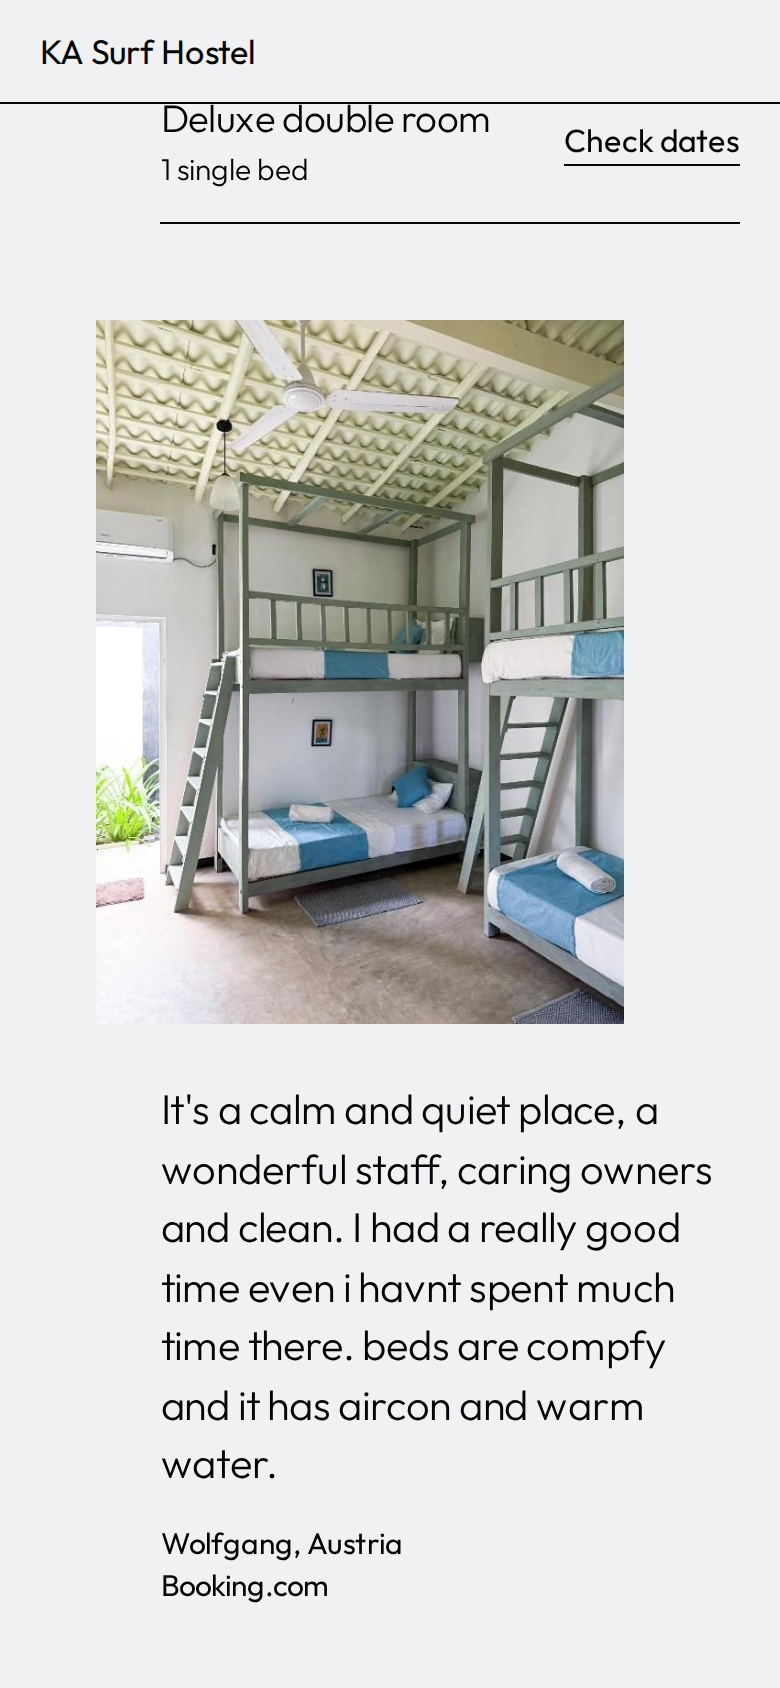 KA Surf Hostel
Deluxe double room
Check dates
1 single bed
It's a calm and quiet place, a
wonderful staff, caring owners
and clean. I had a really good
time even i havnt spent much
time there. beds are compfy
and it has aircon and warm
water.
Wolfgang, Austria
Booking.com